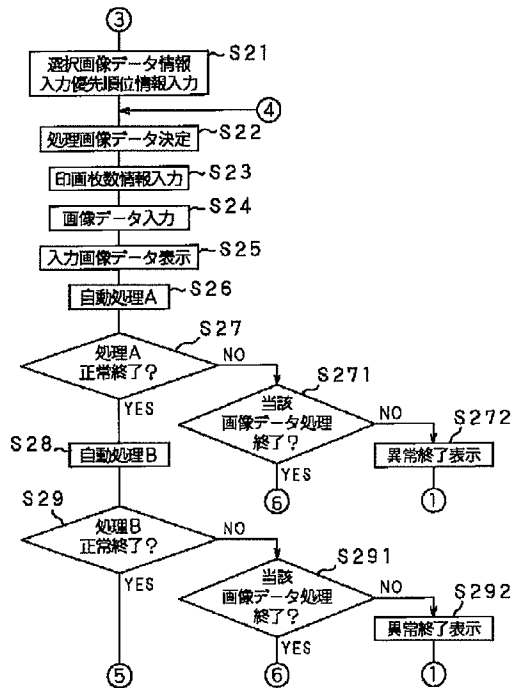 ③
選択画像データ情報
入力優先順位情報入力
S21
④
処理画像データ決定
S22
印画枚数情報入力
S23
画像データ入力
S24
入力画像データ表示
S25
自動処理A
S26
処理A
正常終了?
S27
NO
YES
当該
画像データ処理
終了?
S271
NO
YES
異常終了表示
S272
⑥
①
S28
自動処理B
S29
処理B
正常終了?
NO
YES
当該
画像データ処理
終了?
S291
NO
YES
異常終了表示
S292
⑤
⑥
①